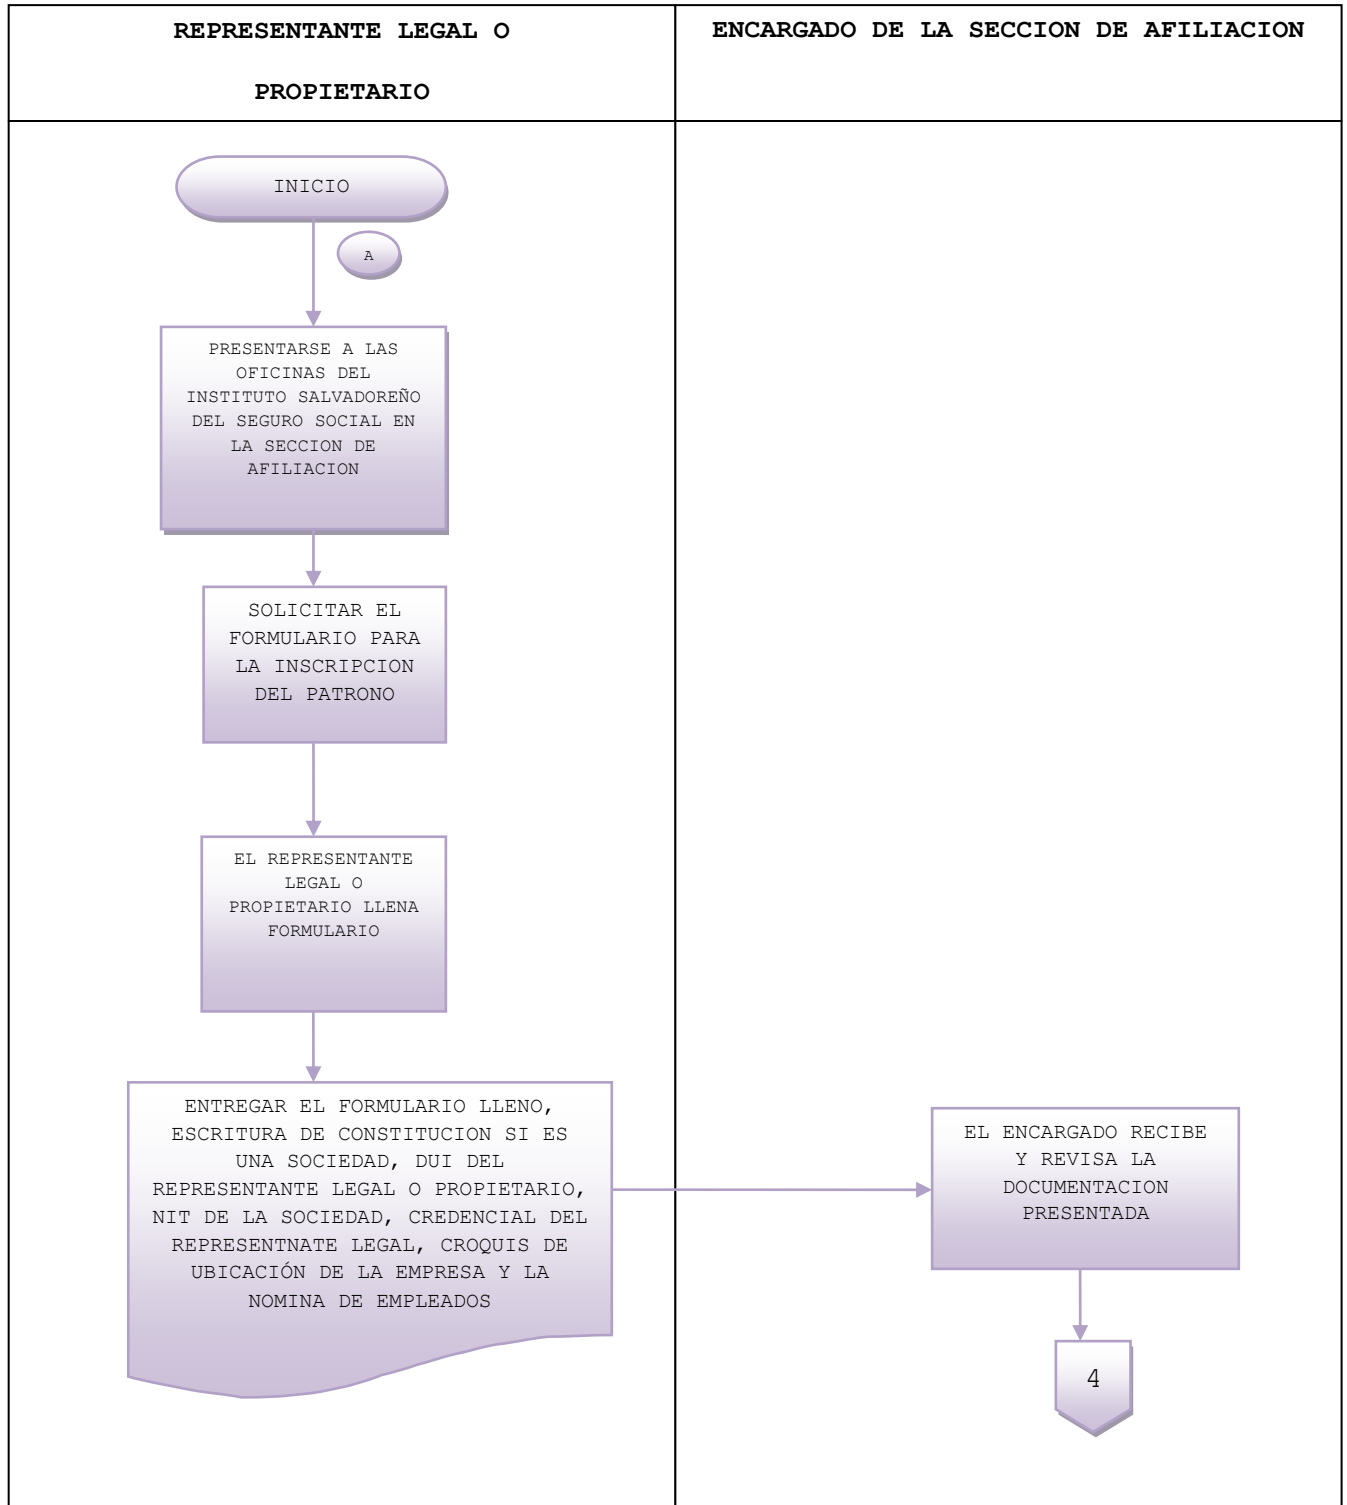 REPRESENTANTE LEGAL O
PROPIETARIO
ENCARGADO DE LA SECCION DE AFILIACION
INICIO
A
PRESENTARSE A LAS
OFICINAS DEL
INSTITUTO SALVADOREÑO
DEL SEGURO SOCIAL EN
LA SECCION DE
AFILIACION
SOLICITAR EL
FORMULARIO PARA
LA INSCRIPCION
DEL PATRONO
EL REPRESENTANTE
LEGAL O
PROPIETARIO LLENA
FORMULARIO
ENTREGAR EL FORMULARIO LLENO,
ESCRITURA DE CONSTITUCION SI ES
UNA SOCIEDAD, DUI DEL
REPRESENTANTE LEGAL O PROPIETARIO,
NIT DE LA SOCIEDAD, CREDENCIAL DEL
REPRESENTNATE LEGAL, CROQUIS DE
UBICACIÓN DE LA EMPRESA Y LA
NOMINA DE EMPLEADOS
EL ENCARGADO RECIBE
Y REVISA LA
DOCUMENTACION
PRESENTADA
4